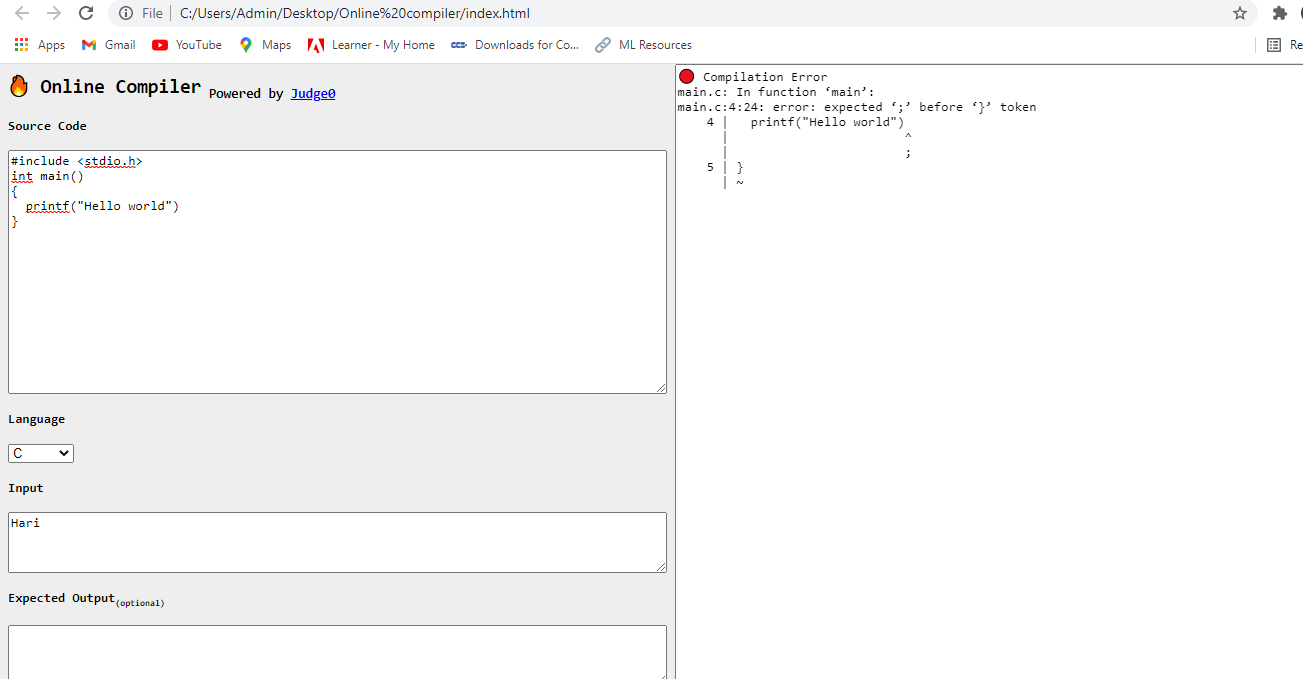 File C:/Users/Admin/Desktop/Online%20compiler/index.html
Apps Gmail YouTube Maps Learner - My Home Downloads for Co... ML Resources Re
Online Compiler Powered by Judge0
Source Code
#include <stdio.h>
int main()
{
  printf("Hello world")
}
Language
C
Input
Hari
Expected Output(optional)
Compilation Error
main.c: In function ‘main’:
main.c:4:24: error: expected ‘;’ before ‘}’ token
    4 |   printf("Hello world")
      |                        ^
      |                        ;
    5 | }
      | ~